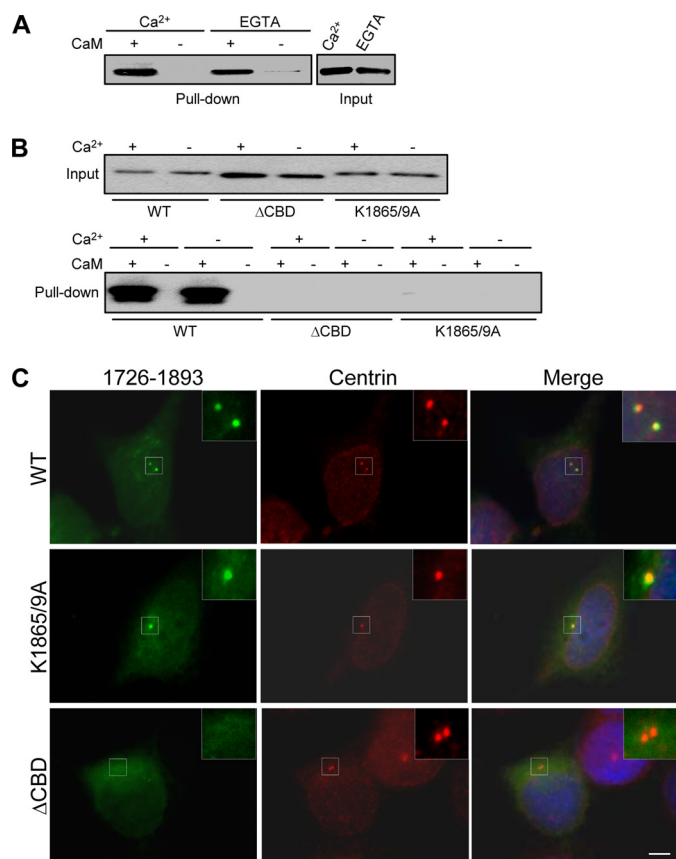 A
Ca²⁺ EGTA
CaM + - + - Ca²⁺ EGTA
Pull-down Input
B
Ca²⁺ + - + - + -
Input
WT ΔCBD K1865/9A
Ca²⁺ + - + - + -
CaM + - + - + - + - + - + -
Pull-down
WT ΔCBD K1865/9A
C
1726-1893 Centrin Merge
WT
K1865/9A
ΔCBD